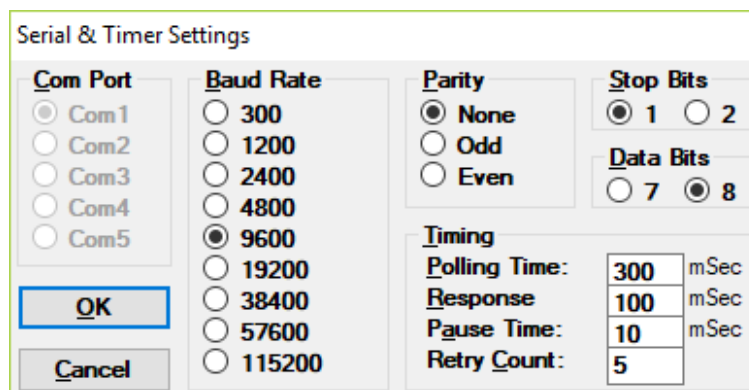 Serial & Timer Settings
Com Port
Com1
Com2
Com3
Com4
Com5
OK
Cancel
Baud Rate
300
1200
2400
4800
9600
19200
38400
57600
115200
Parity
None
Odd
Even
Stop Bits
1 2
Data Bits
7 8
Timing
Polling Time: 300 mSec
Response 100 mSec
Pause Time: 10 mSec
Retry Count: 5